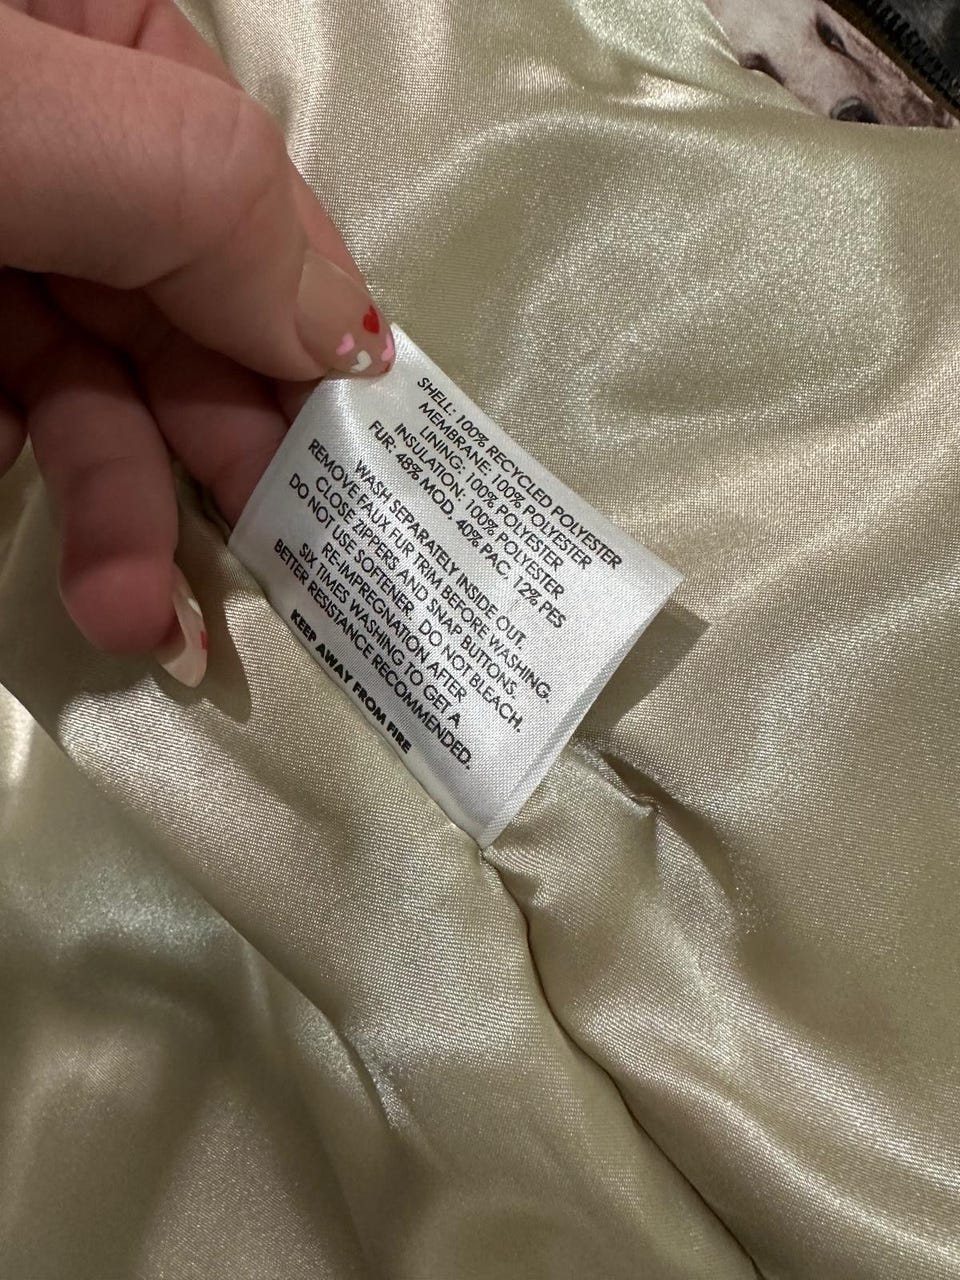 SHELL: 100% RECYCLED POLYESTER
MEMBRANE: 100% POLYESTER
LINING: 100% POLYESTER
INSULATION: 100% POLYESTER
FUR: 48% MOD. 40% PAC. 12% PES
WASH SEPARATELY INSIDE OUT.
REMOVE FAUX FUR TRIM BEFORE WASHING.
CLOSE ZIPPERS AND SNAP BUTTONS.
DO NOT USE SOFTENER. DO NOT BLEACH.
RE-IMPREGNATION AFTER
SIX TIMES WASHING TO GET A
BETTER RESISTANCE RECOMMENDED.
KEEP AWAY FROM FIRE